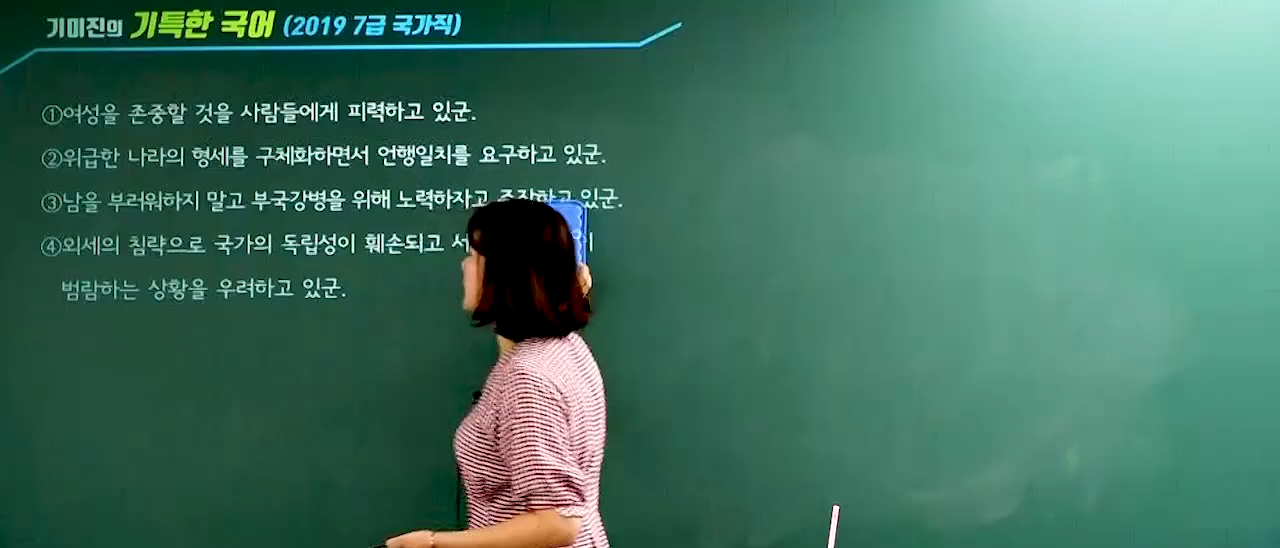 기미진의 기특한 국어 (2019 7급 국가직)
①여성을 존중할 것을 사람들에게 피력하고 있군.
②위급한 나라의 형세를 구체화하면서 언행일치를 요구하고 있군.
③남을 부러워하지 말고 부국강병을 위해 노력하자고 있군.
④외세의 침략으로 국가의 독립성이 훼손되고
범람하는 상황을 우려하고 있군.